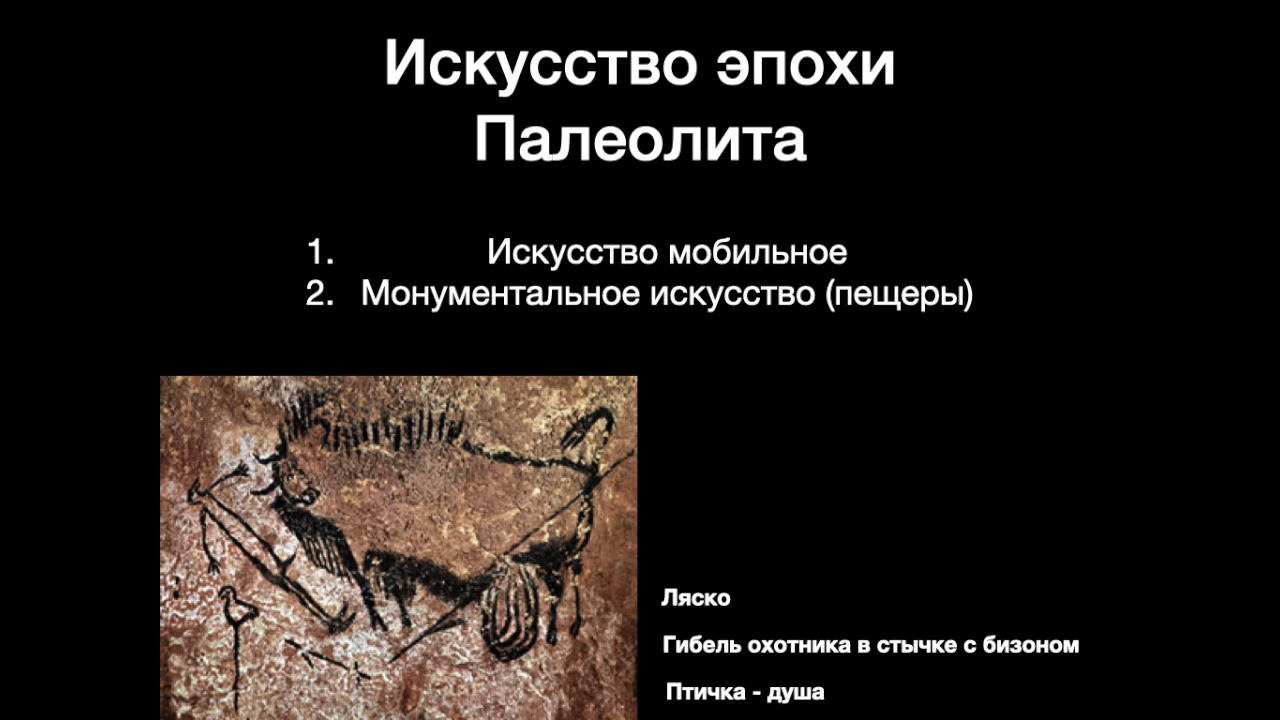 Искусство эпохи
Палеолита
1. Искусство мобильное
2. Монументальное искусство (пещеры)
Ляско
Гибель охотника в стычке с бизоном
Птичка - душа